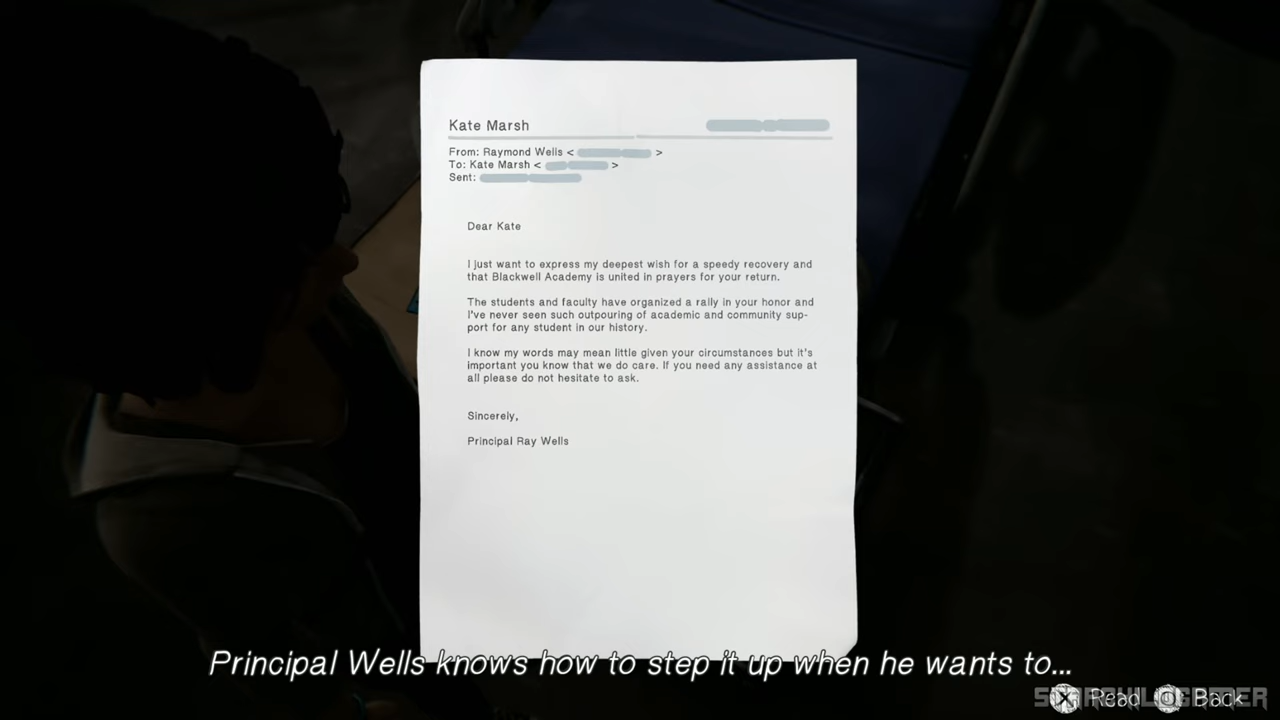 Kate Marsh
From: Raymond Wells < >
To: Kate Marsh < >
Sent:
Dear Kate
I just want to express my deepest wish for a speedy recovery and
that Blackwell Academy is united in prayers for your return.
The students and faculty have organized a rally in your honor and
I've never seen such outpouring of academic and community sup-
port for any student in our history.
I know my words may mean little given your circumstances but it's
important you know that we do care. If you need any assistance at
all please do not hesitate to ask.
Sincerely,
Principal Ray Wells
Principal Wells knows how to step it up when he wants to...
Read Back